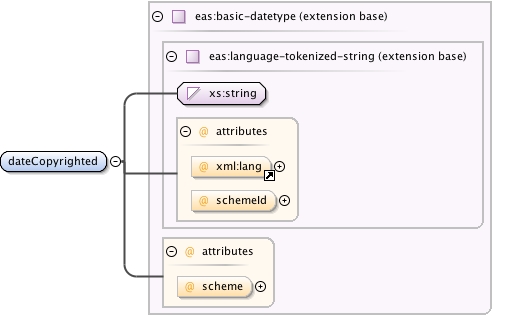 eas:basic-datetype (extension base)
eas:language-tokenized-string (extension base)
xs:string
@ attributes
@ xml:lang
@ schemeId
dateCopyrighted
@ attributes
@ scheme